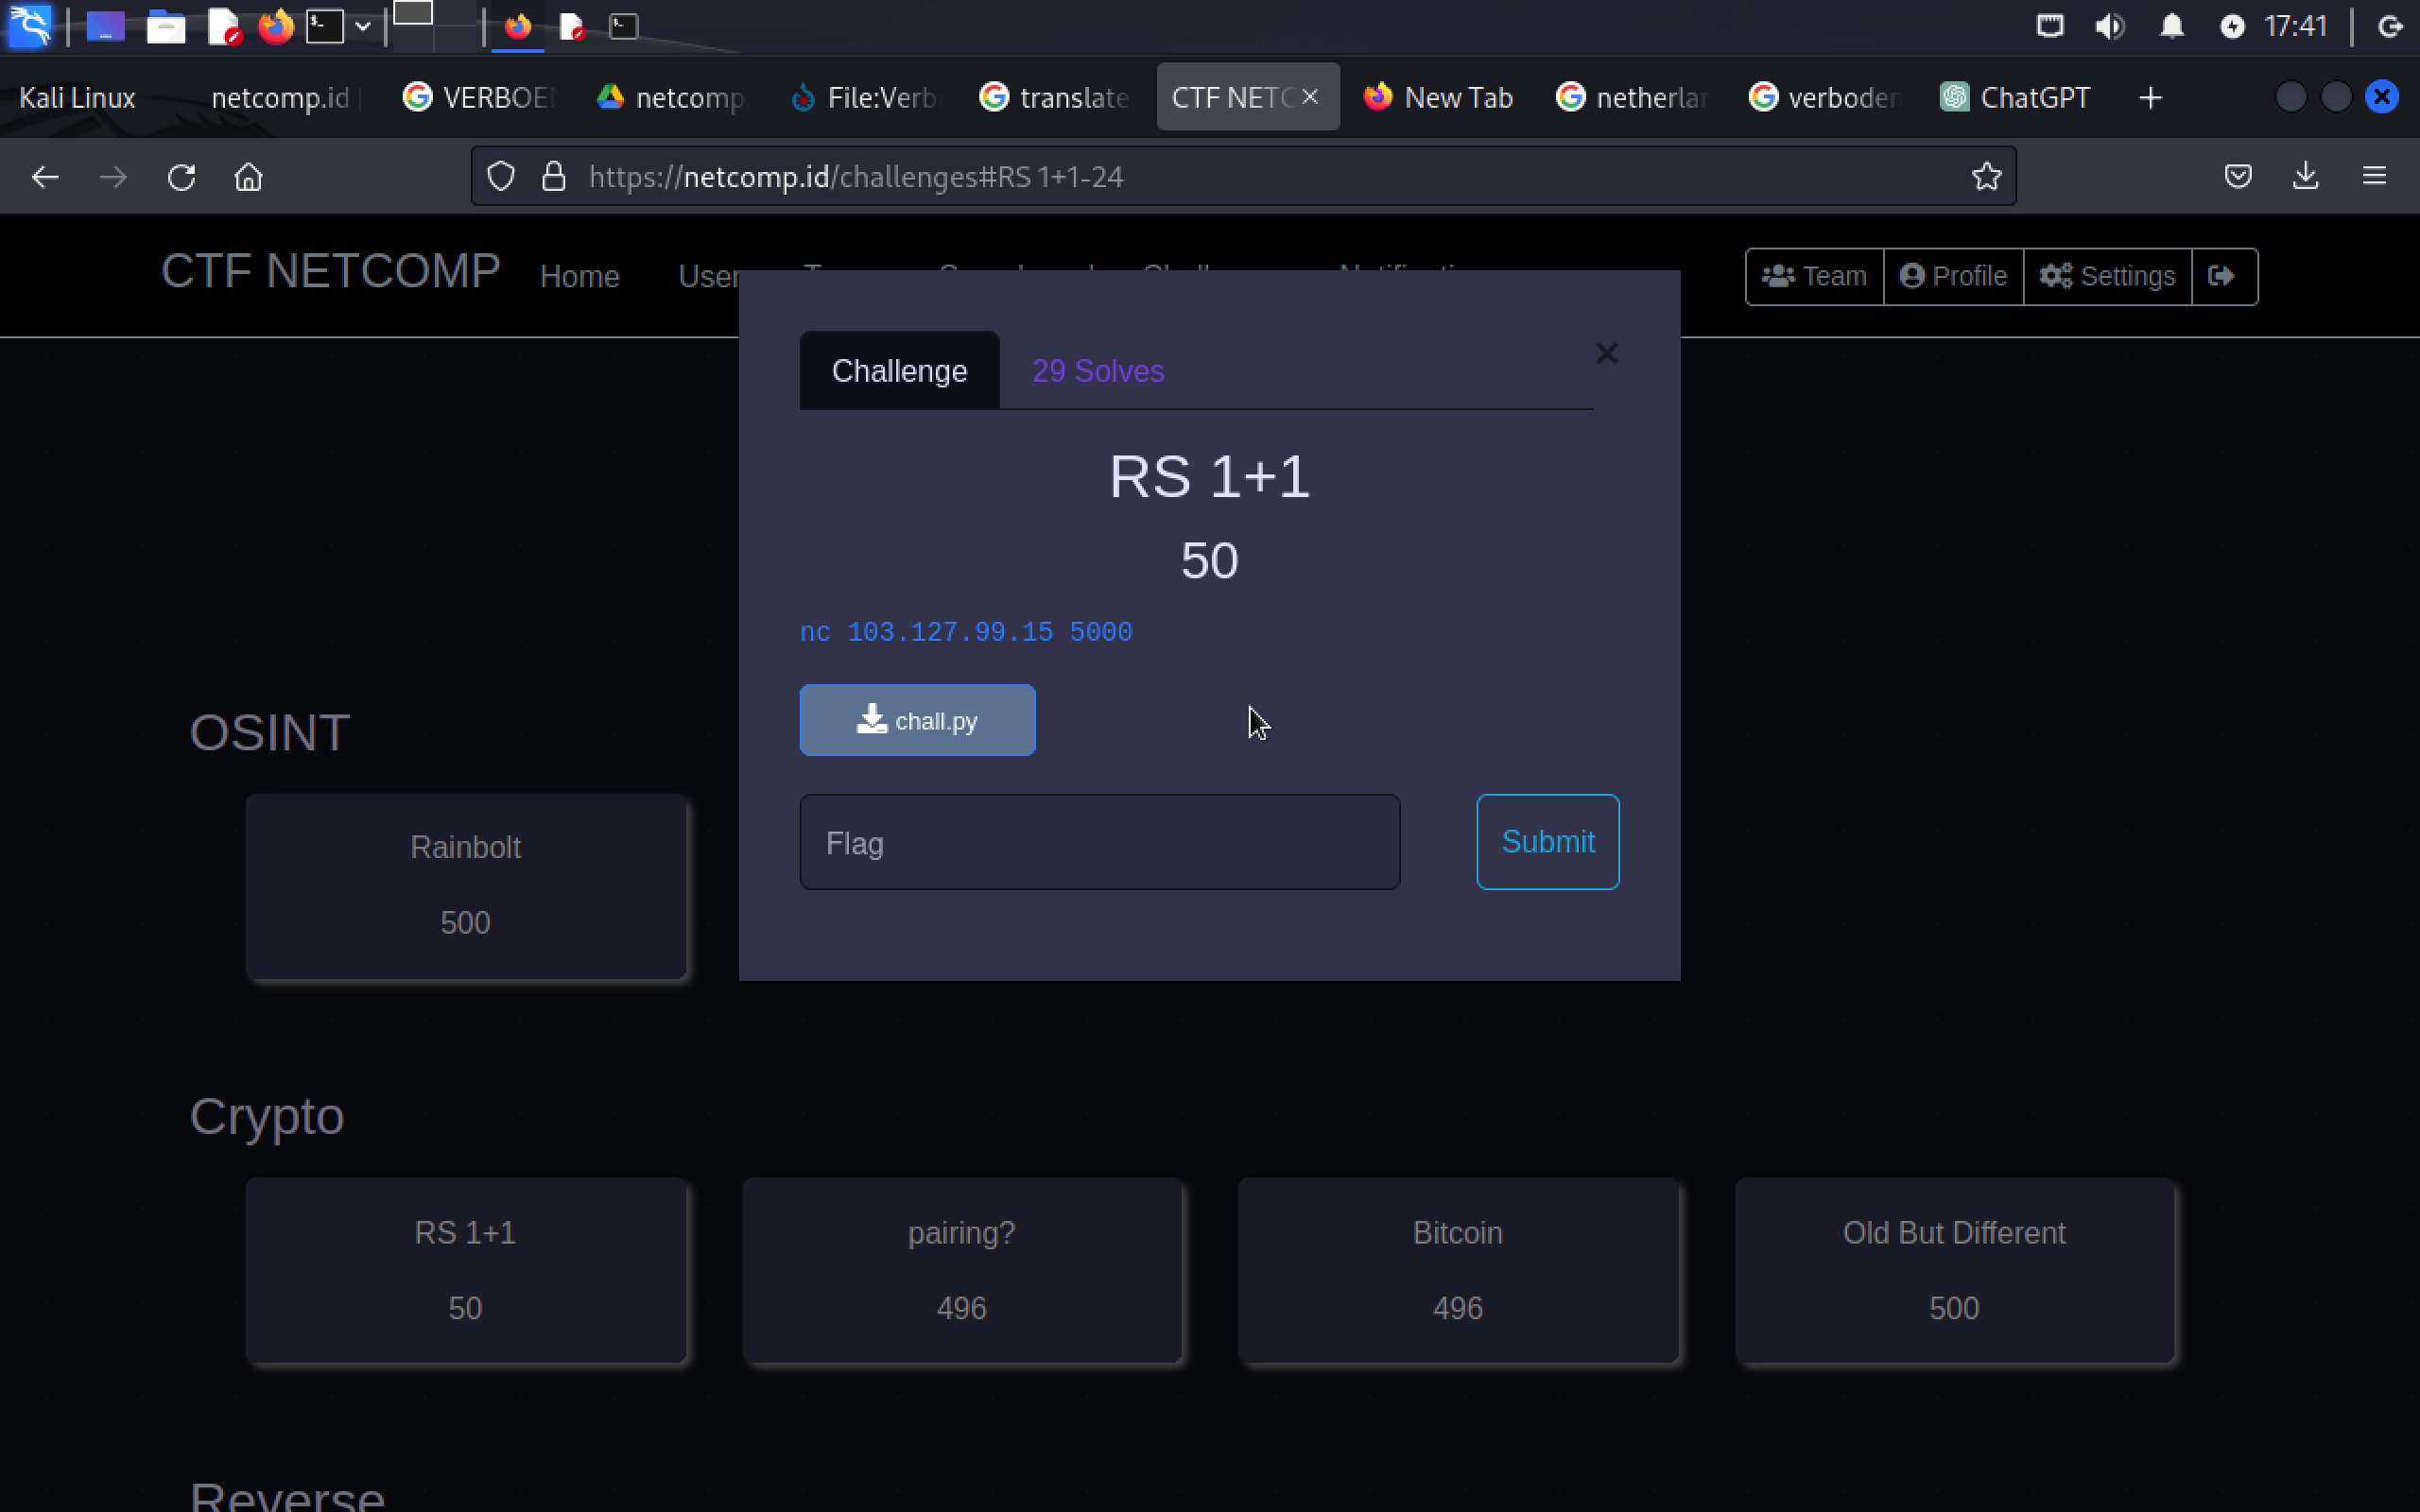 17:41
Kali Linux netcomp.id VERBOE netcomp File:Verb translate CTF NETC New Tab netherlar verboden ChatGPT
https://netcomp.id/challenges#RS 1+1-24
CTF NETCOMP Home User Team Profile Settings
Challenge 29 Solves
RS 1+1
50
nc 103.127.99.15 5000
chall.py
Flag Submit
OSINT
Rainbolt
500
Crypto
RS 1+1 pairing? Bitcoin Old But Different
50 496 496 500
Reverse